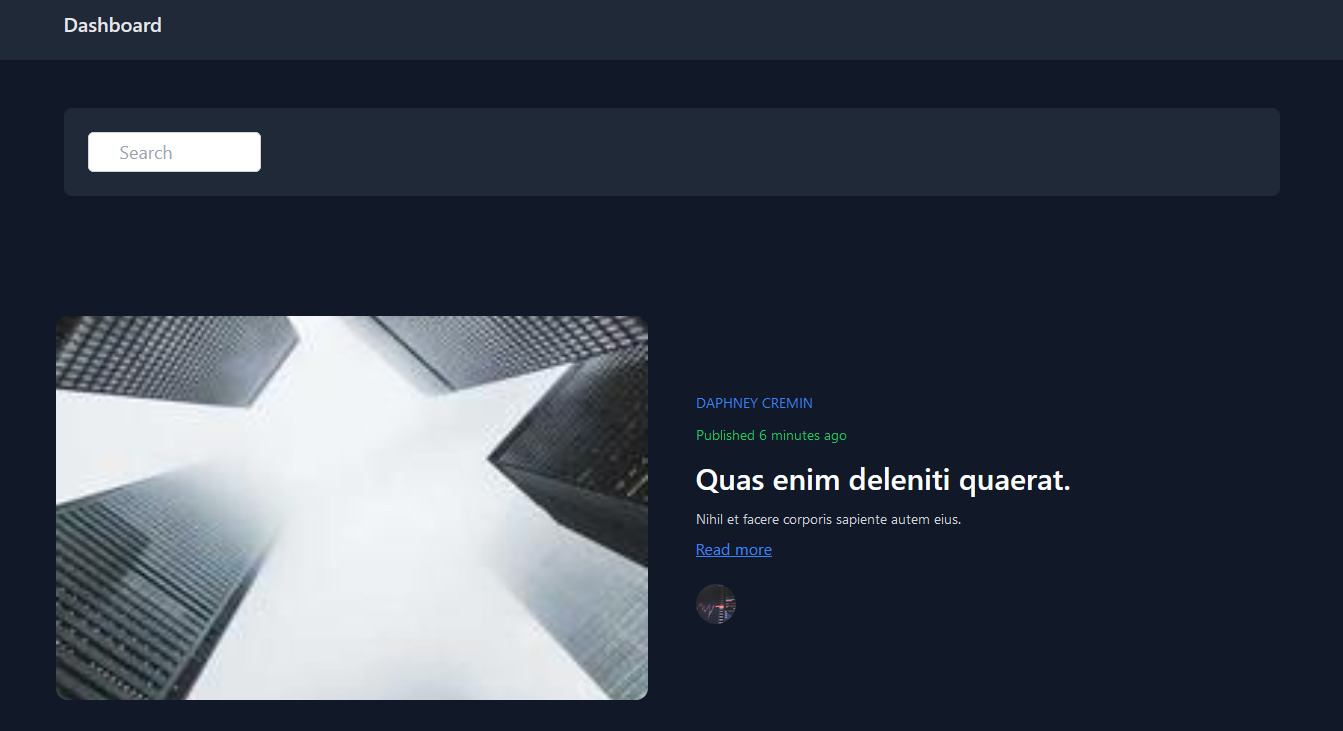 Dashboard
Search
DAPHNEY CREMIN
Published 6 minutes ago
Quas enim deleniti quaerat.
Nihil et facere corporis sapiente autem eius.
Read more